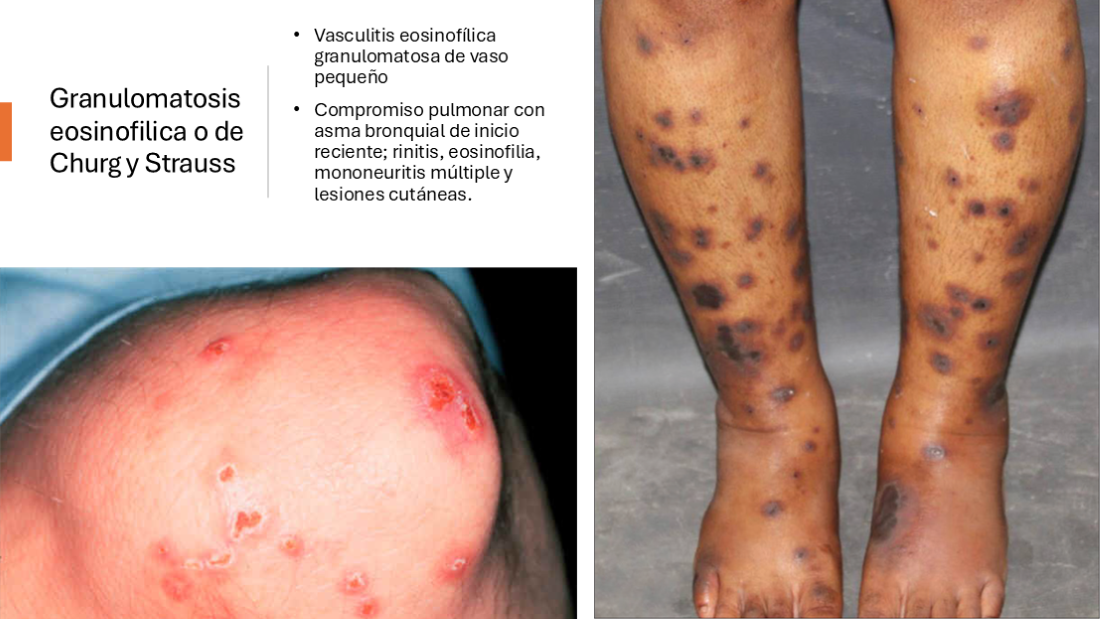 Granulomatosis
eosinofilica o de
Churg y Strauss
• Vasculitis eosinofílica
granulomatosa de vaso
pequeño
• Compromiso pulmonar con
asma bronquial de inicio
reciente; rinitis, eosinofilia,
mononeuritis múltiple y
lesiones cutáneas.